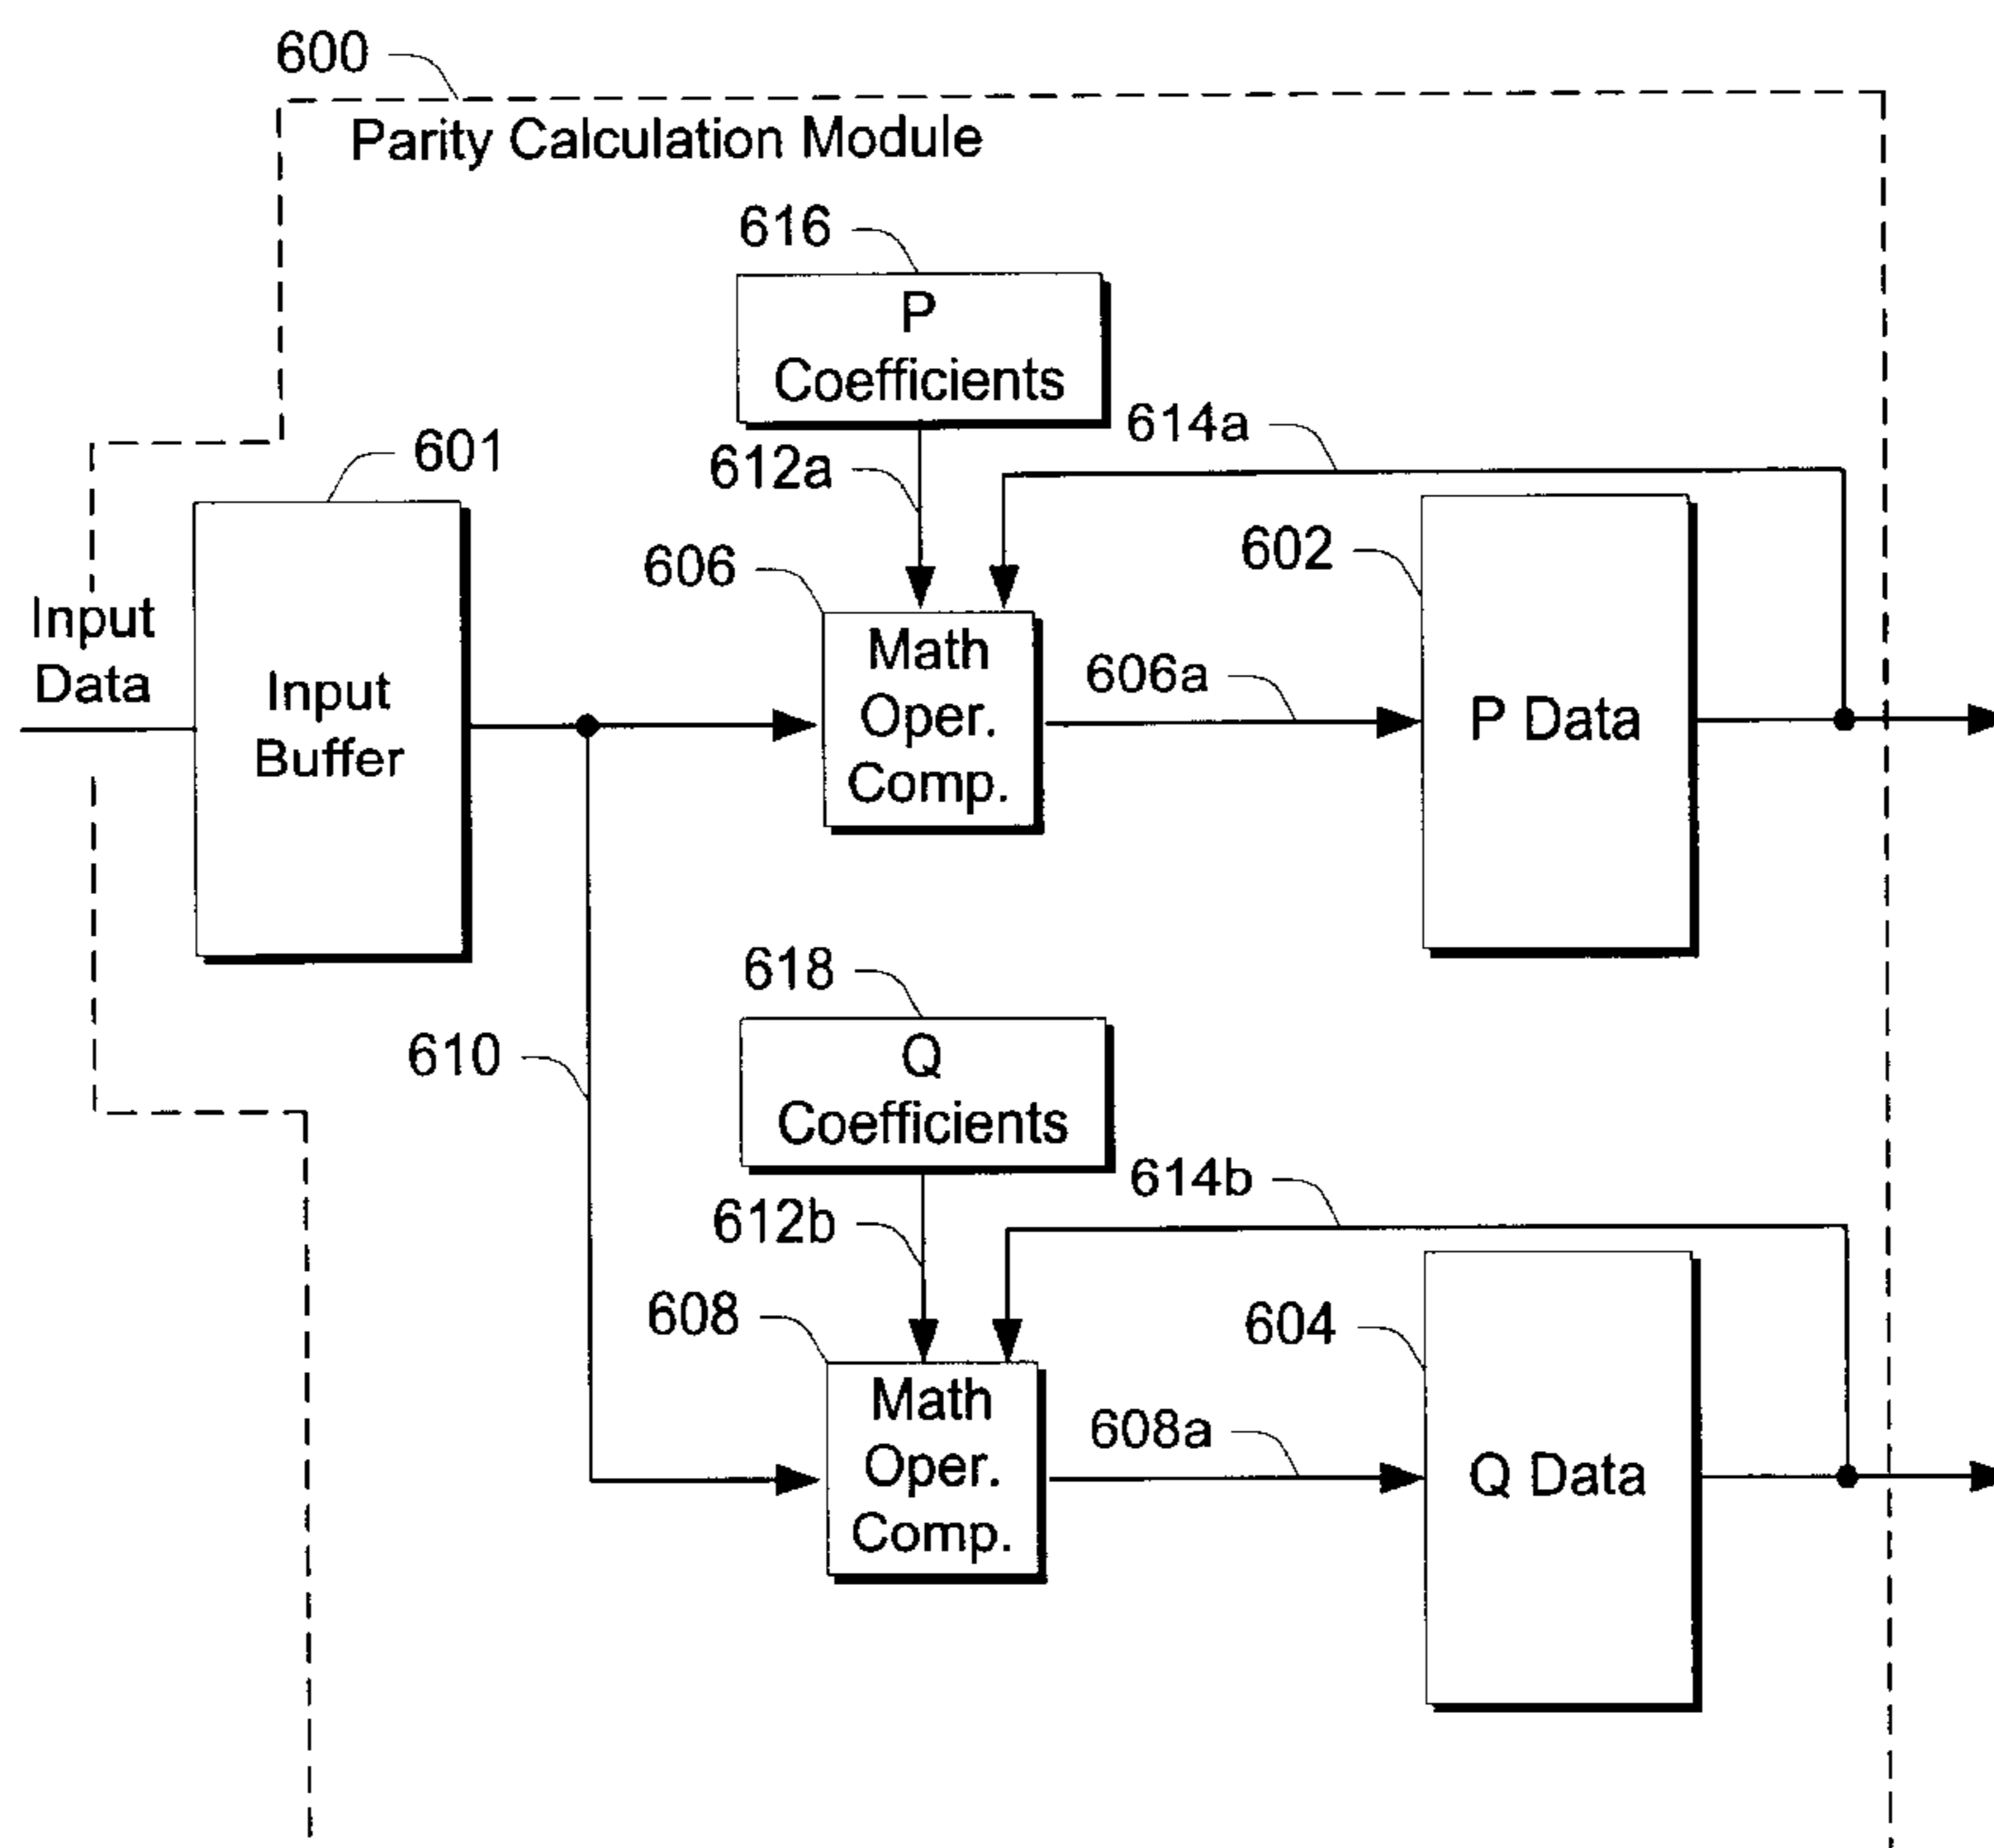 600
Parity Calculation Module
616
P
Coefficients
614a
601
612a
602
606
Input
Data
Input
Buffer
Math
Oper.
Comp.
606a
P Data
618
610
Q
Coefficients
614b
612b
608
604
Math
Oper.
Comp.
608a
Q Data